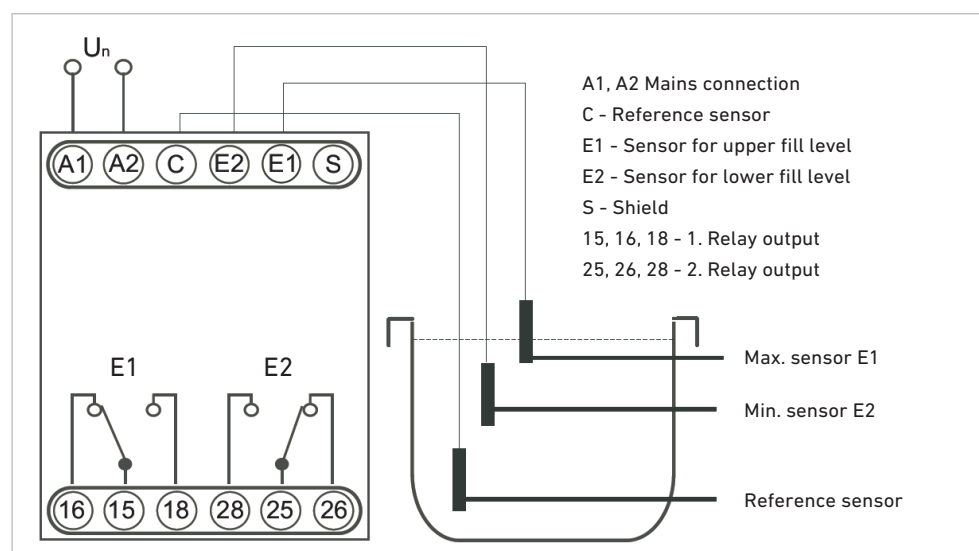 Un
A1 A2 C E2 E1 S
A1, A2 Mains connection
C - Reference sensor
E1 - Sensor for upper fill level
E2 - Sensor for lower fill level
S - Shield
15, 16, 18 - 1. Relay output
25, 26, 28 - 2. Relay output
E1 E2
16 15 18 28 25 26
Max. sensor E1
Min. sensor E2
Reference sensor